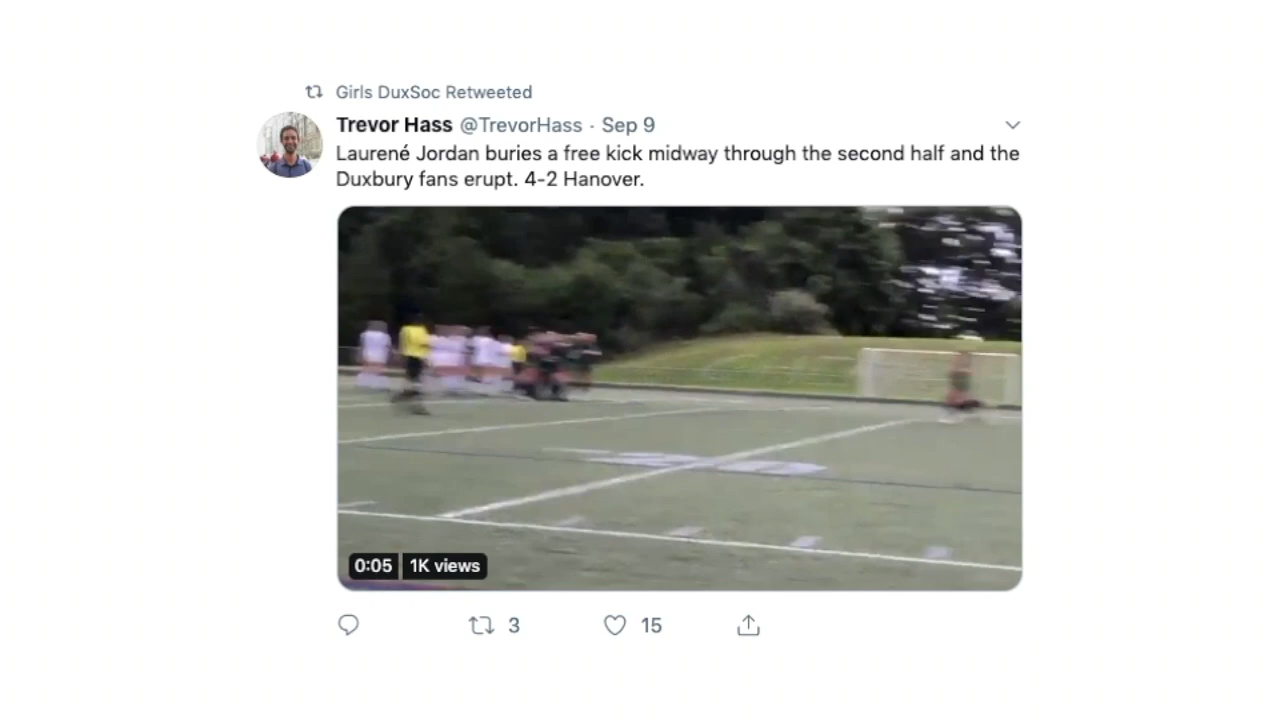 Girls DuxSoc Retweeted
Trevor Hass @TrevorHass · Sep 9
Laurené Jordan buries a free kick midway through the second half and the
Duxbury fans erupt. 4-2 Hanover.
0:05 1K views
3 15